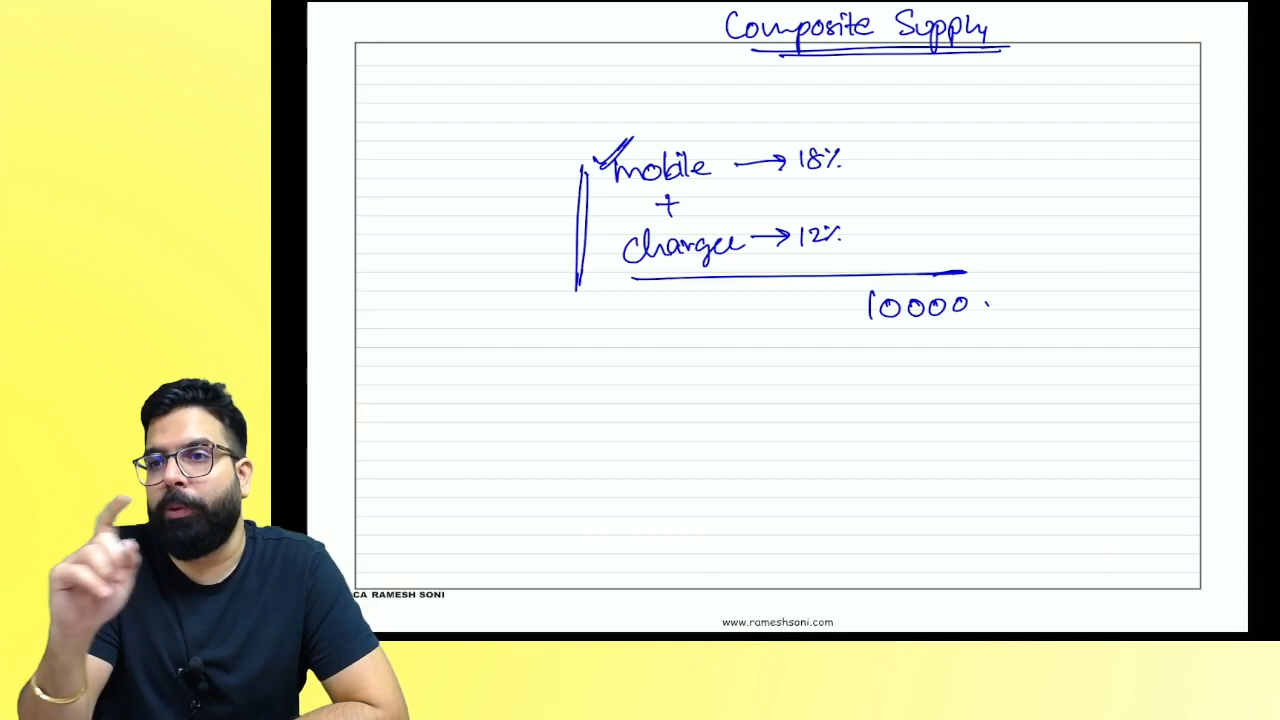 Composite Supply
mobile → 18%
+
charger → 12%
10000.
CA RAMESH SONI
www.rameshsoni.com